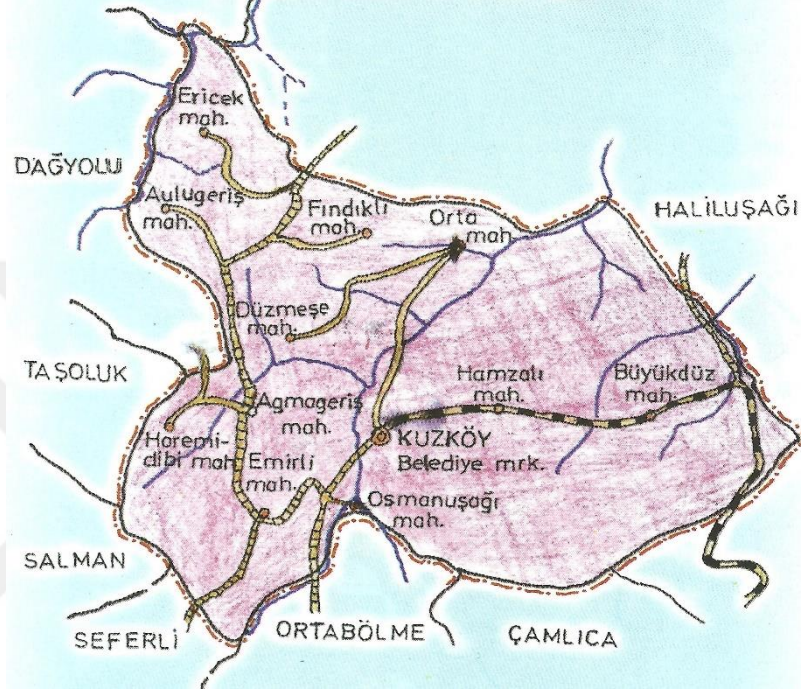 Ericek
mah.
DAĞYOLU
Aulugeriş
mah.
Fındıklı
mah.
Orta
mah
HALİLUŞAĞI
Düzmeşe
mah.
TAŞOLUK
Hamzalı
mah.
Büyükdüz
mah.
Agmageriş
mah.
Haremi-
dibi mah
KUZKÖY
Belediye mrk.
Emirli
mah.
Osmanuşağı
mah.
SALMAN
SEFERLİ
ORTABÖLME
ÇAMLICA